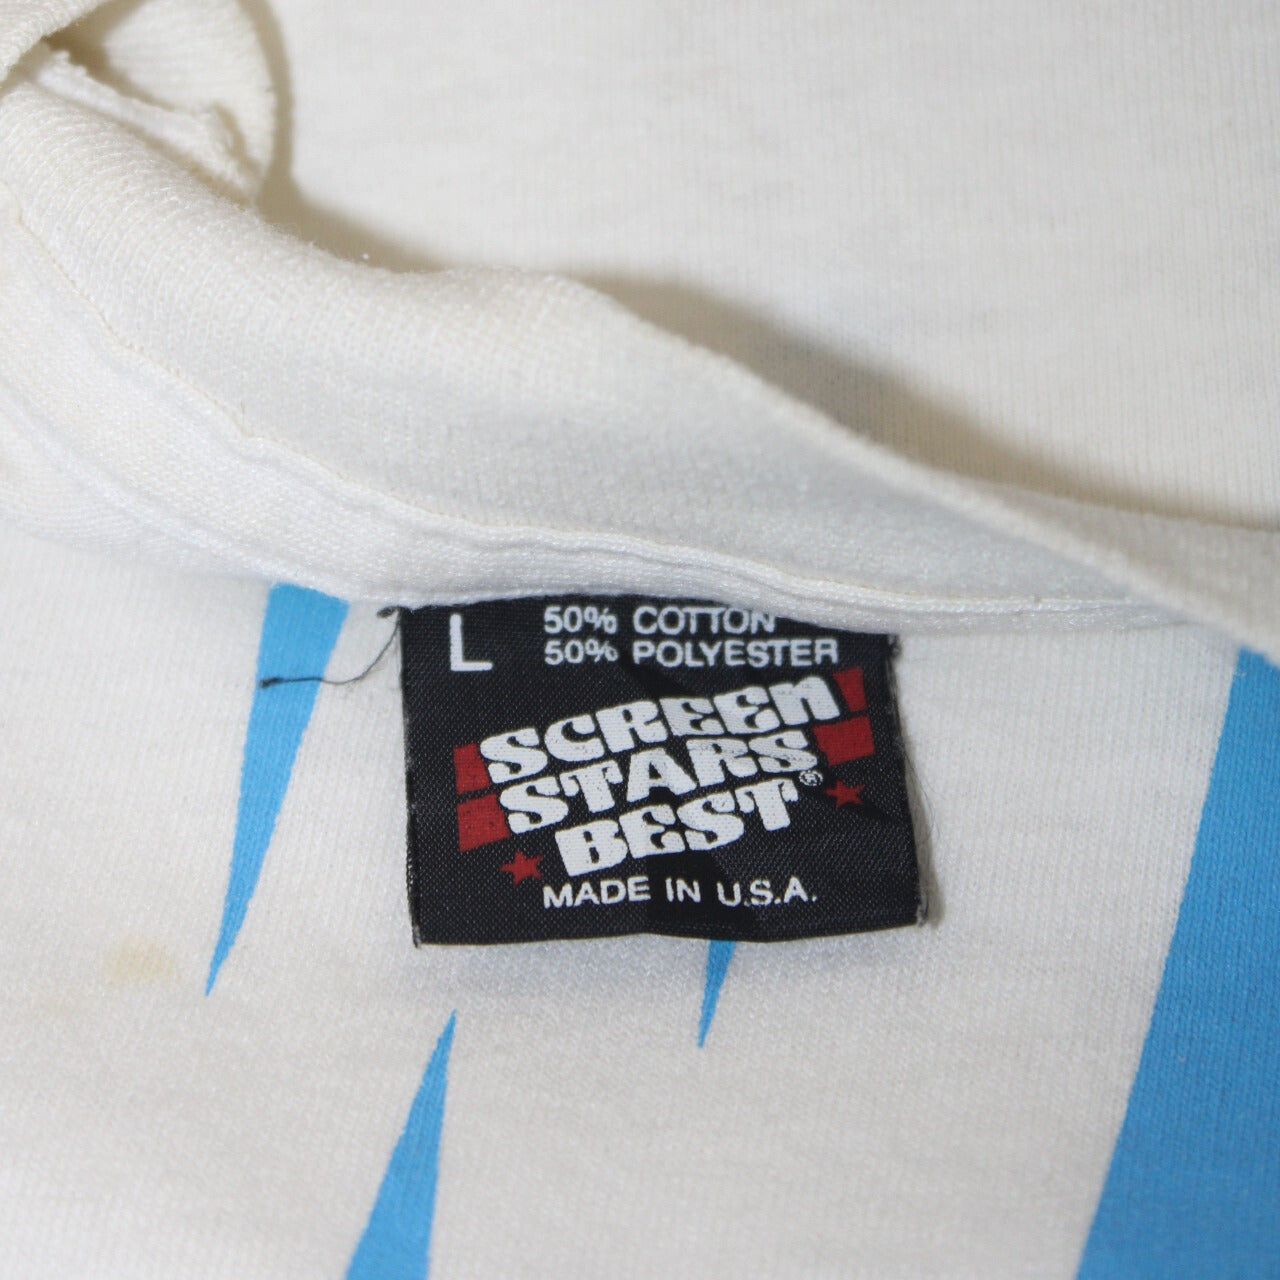 L
50% COTTON
50% POLYESTER
SCREEN
STARS
BEST®
MADE IN U.S.A.